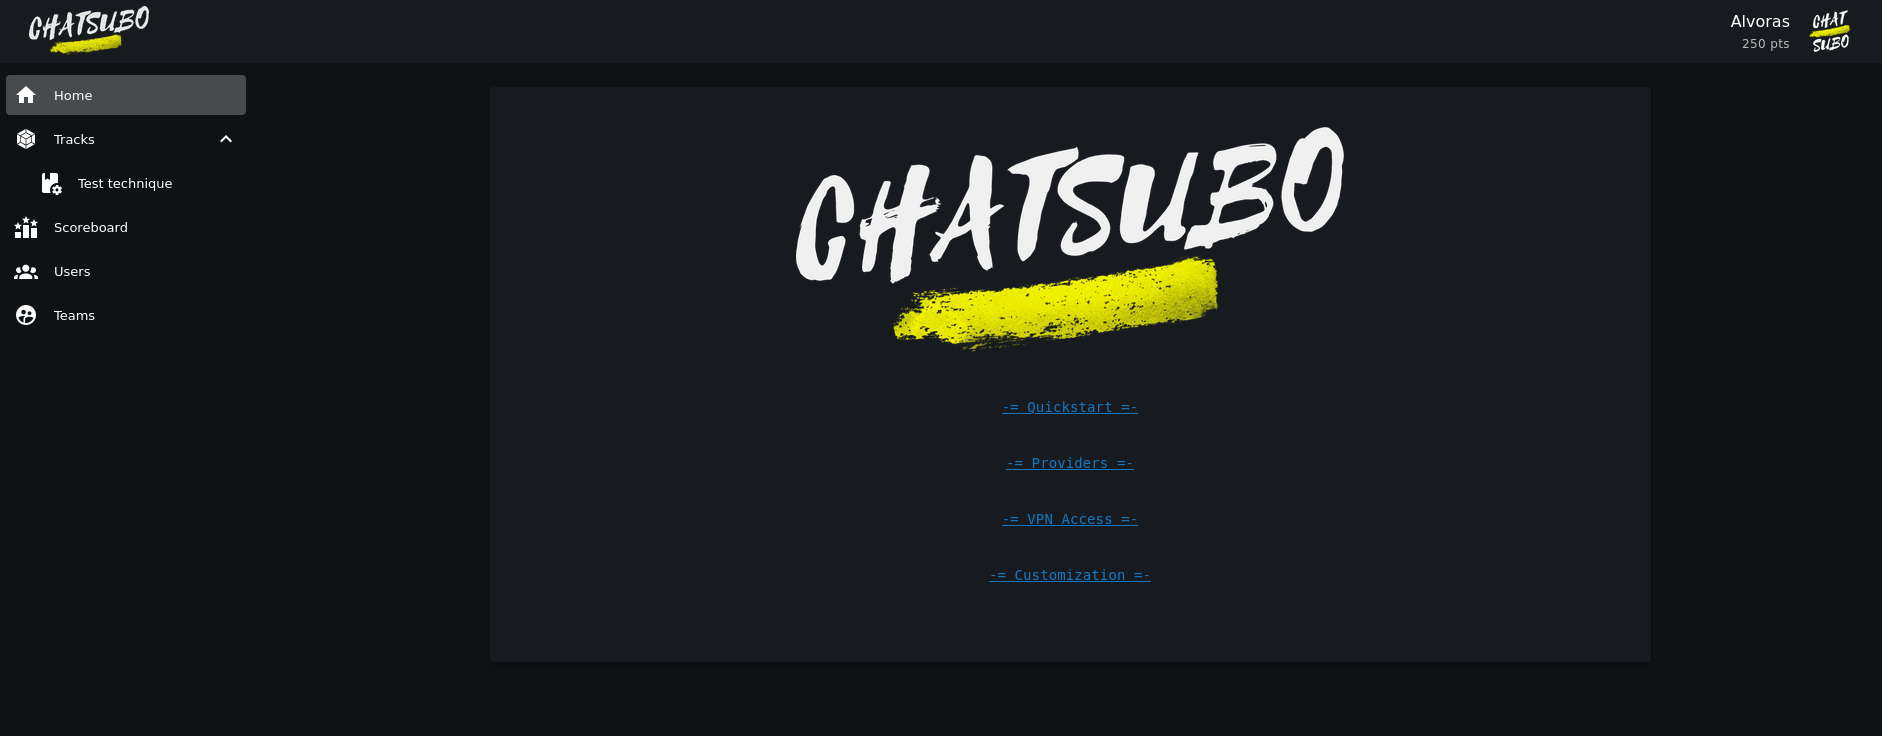 CHATSUBO
Alvoras
250 pts
CHAT
SUBO
Home
Tracks
Test technique
Scoreboard
Users
Teams
CHATSUBO
-= Quickstart =-
-= Providers =-
-= VPN Access =-
-= Customization =-